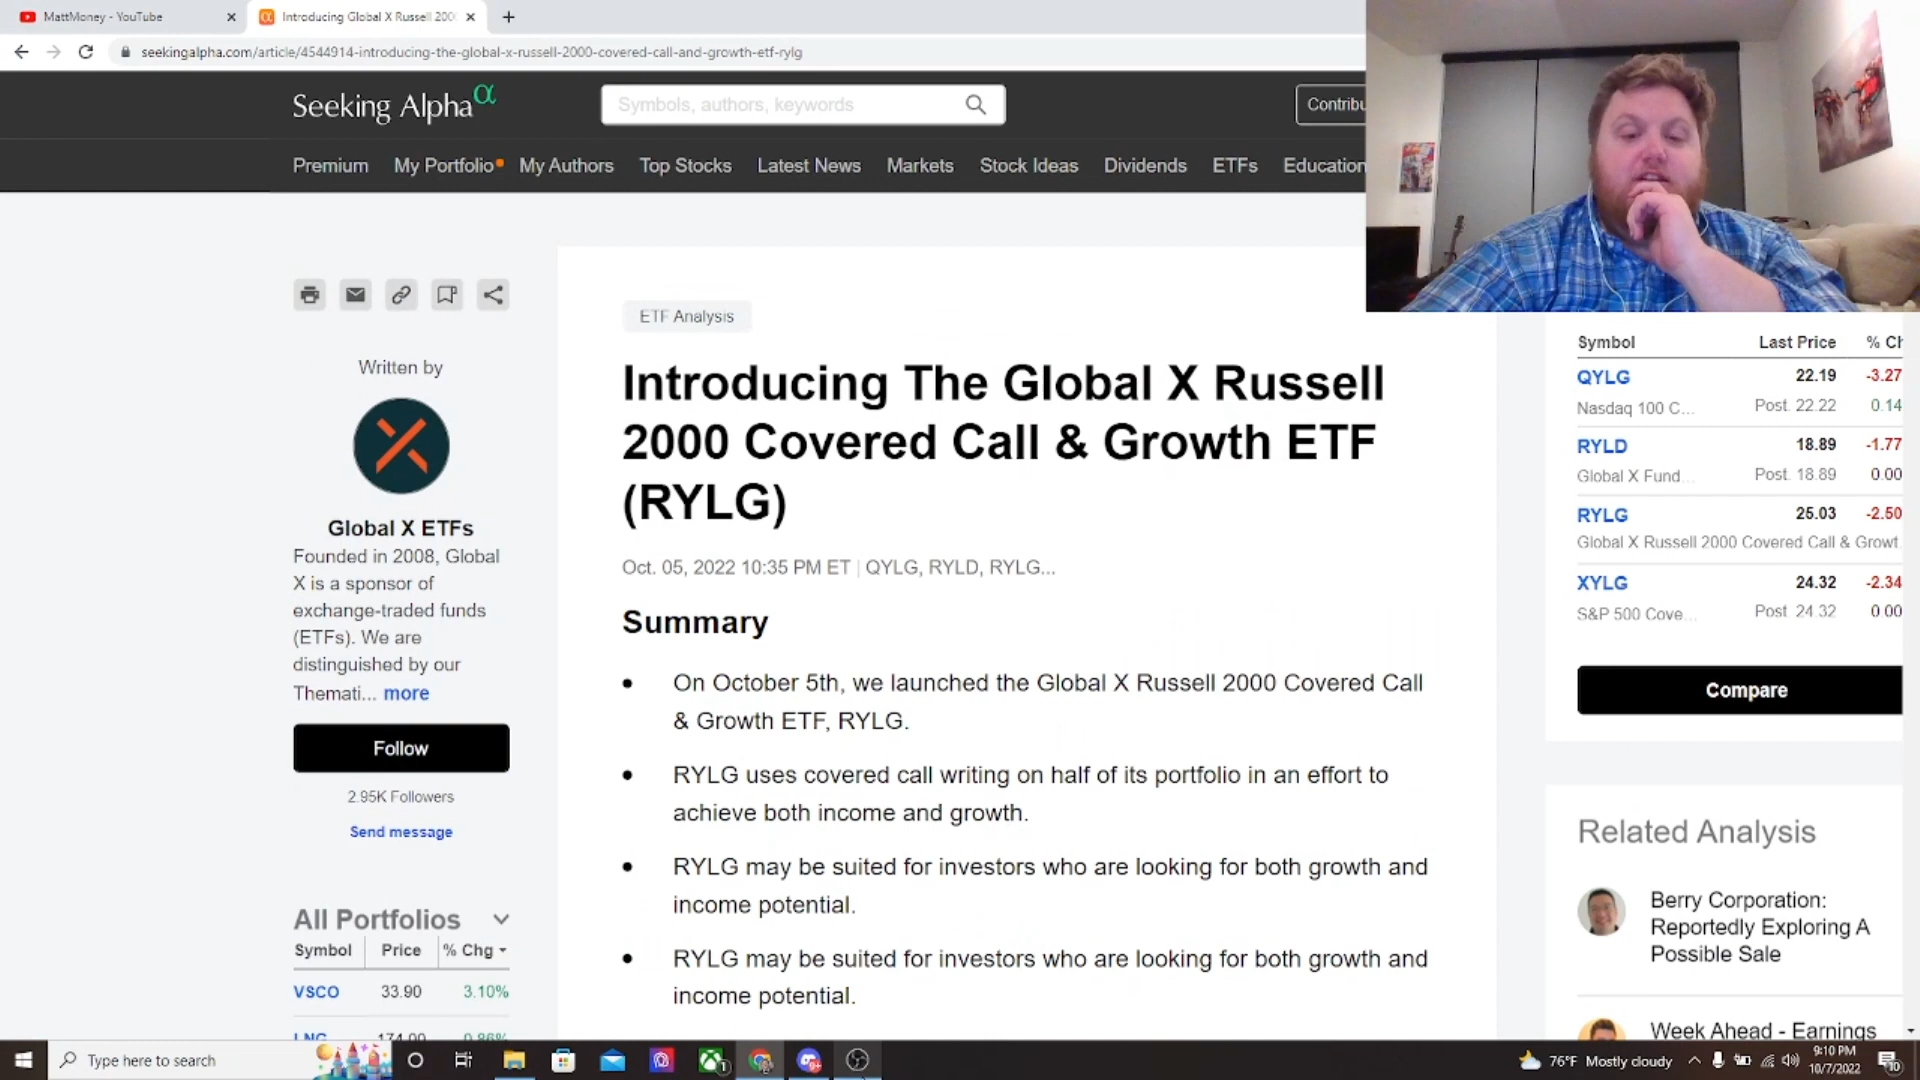 MattMoney - YouTube
Introducing Global X Russell 200
seekingalpha.com/article/4544914-introducing-the-global-x-russell-2000-covered-call-and-growth-etf-rylg
Seeking Alpha α
Symbols, authors, keywords
Contribu
Premium My Portfolio My Authors Top Stocks Latest News Markets Stock Ideas Dividends ETFs Education
Written by
Global X ETFs
Founded in 2008, Global
X is a sponsor of
exchange-traded funds
(ETFs). We are
distinguished by our
Themati... more
Follow
2.95K Followers
Send message
All Portfolios
Symbol Price % Chg
VSCO 33.90 3.10%
LNG 174.00 0.86%
ETF Analysis
Introducing The Global X Russell
2000 Covered Call & Growth ETF
(RYLG)
Oct. 05, 2022 10:35 PM ET | QYLG, RYLD, RYLG...
Summary
• On October 5th, we launched the Global X Russell 2000 Covered Call
& Growth ETF, RYLG.
• RYLG uses covered call writing on half of its portfolio in an effort to
achieve both income and growth.
• RYLG may be suited for investors who are looking for both growth and
income potential.
• RYLG may be suited for investors who are looking for both growth and
income potential.
Symbol Last Price % Ch
QYLG 22.19 -3.27
Nasdaq 100 C... Post. 22.22 0.14
RYLD 18.89 -1.77
Global X Fund... Post. 18.89 0.00
RYLG 25.03 -2.50
Global X Russell 2000 Covered Call & Growt
XYLG 24.32 -2.34
S&P 500 Cove... Post 24.32 0.00
Compare
Related Analysis
Berry Corporation:
Reportedly Exploring A
Possible Sale
Week Ahead - Earnings
Type here to search
76°F Mostly cloudy
9:10 PM
10/7/2022